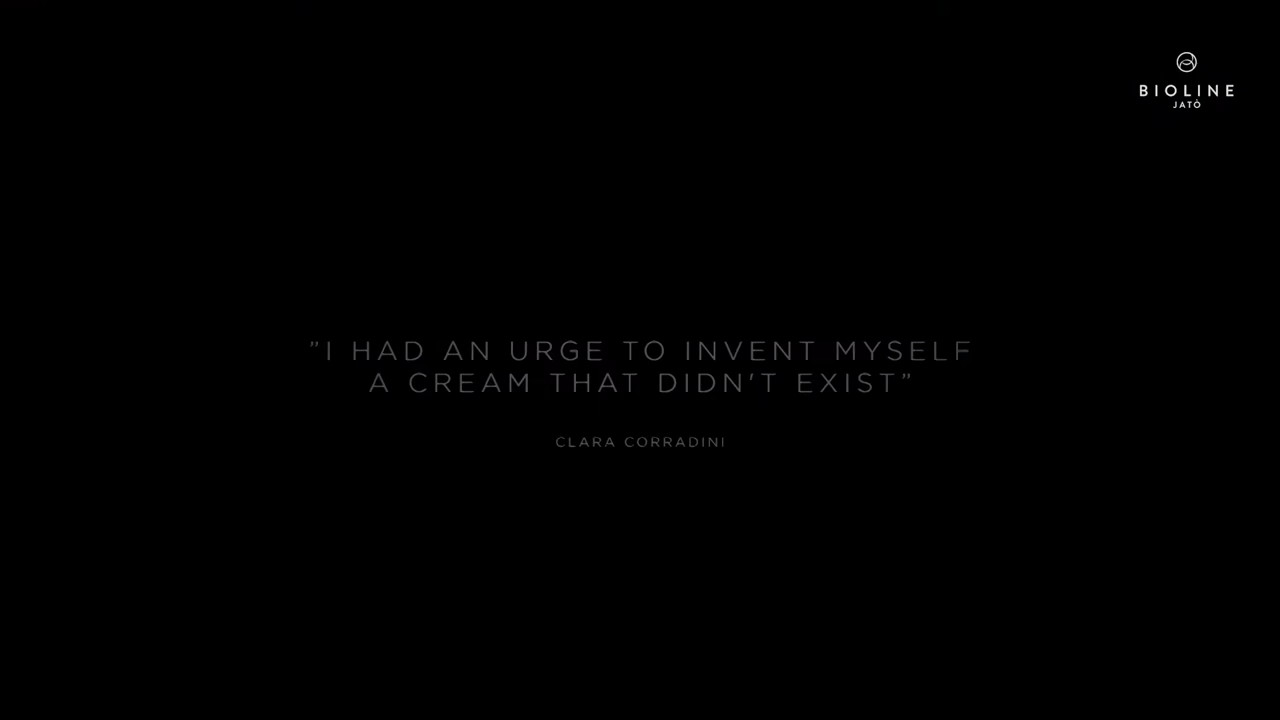 BIOLINE
JATÒ
”I HAD AN URGE TO INVENT MYSELF
A CREAM THAT DIDN'T EXIST”
CLARA CORRADINI